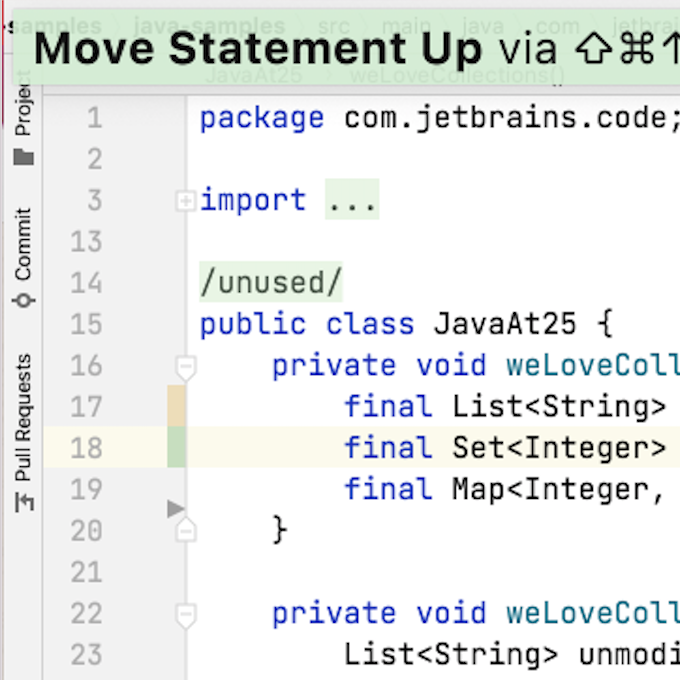 samples java-samples src main java com jetbrai
Move Statement Up via ⇧⌘↑
JavaAt25 weLoveCollections()
Project
Commit
Pull Requests
1 package com.jetbrains.code;
2
3 import ...
13
14 /unused/
15 public class JavaAt25 {
16 private void weLoveColl
17 final List<String>
18 final Set<Integer>
19 final Map<Integer,
20 }
21
22 private void weLoveColl
23 List<String> unmodi